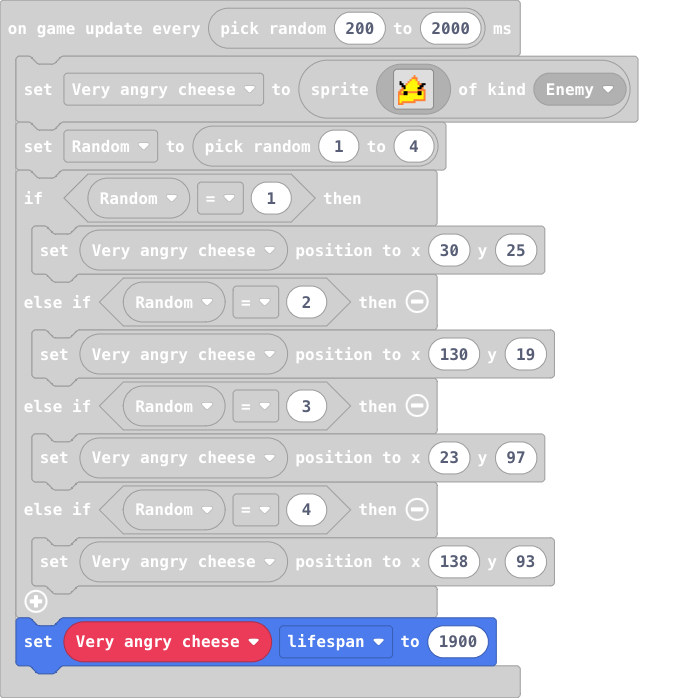 on game update every pick random 200 to 2000 ms
set Very angry cheese to sprite of kind Enemy
set Random to pick random 1 to 4
if Random = 1 then
set Very angry cheese position to x 30 y 25
else if Random = 2 then
set Very angry cheese position to x 130 y 19
else if Random = 3 then
set Very angry cheese position to x 23 y 97
else if Random = 4 then
set Very angry cheese position to x 138 y 93
set Very angry cheese lifespan to 1900